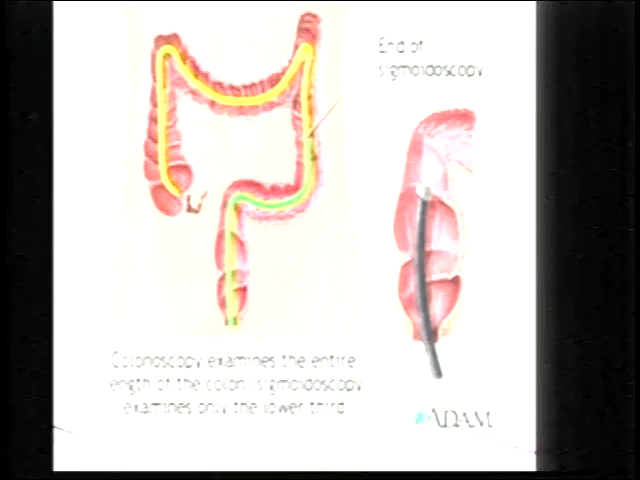 End of
sigmoidoscopy
Colonoscopy examines the entire
length of the colon, sigmoidoscopy
examines only the lower third
ADAM